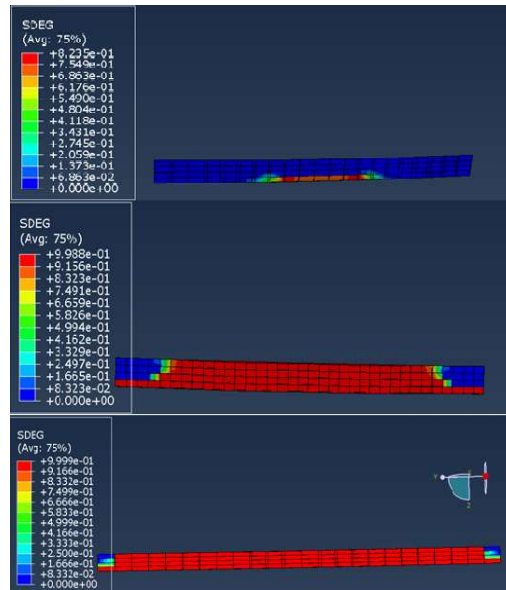 SDEG
(Avg: 75%)
+8.235e-01
+7.549e-01
+6.863e-01
+6.176e-01
+5.490e-01
+4.804e-01
+4.118e-01
+3.431e-01
+2.745e-01
+2.059e-01
+1.373e-01
+6.863e-02
+0.000e+00
SDEG
(Avg: 75%)
+9.988e-01
+9.156e-01
+8.323e-01
+7.491e-01
+6.659e-01
+5.826e-01
+4.994e-01
+4.162e-01
+3.329e-01
+2.497e-01
+1.665e-01
+8.323e-02
+0.000e+00
SDEG
(Avg: 75%)
+9.999e-01
+9.166e-01
+8.332e-01
+7.499e-01
+6.666e-01
+5.833e-01
+4.999e-01
+4.166e-01
+3.333e-01
+2.500e-01
+1.666e-01
+8.332e-02
+0.000e+00
Y
Z